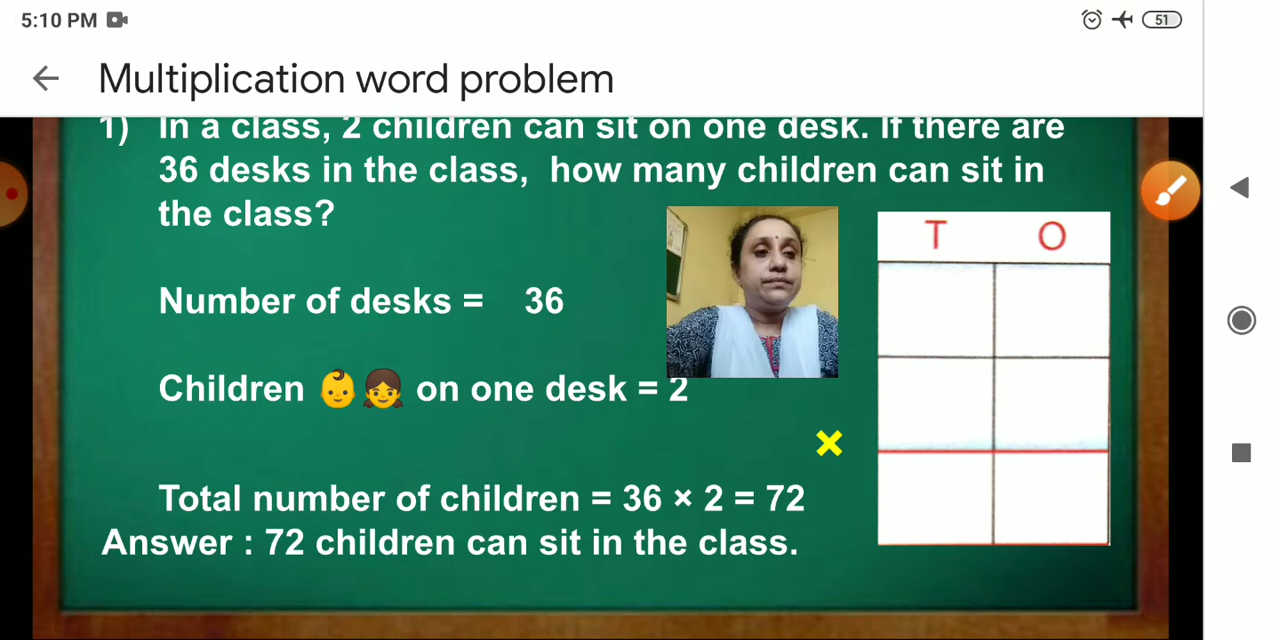 5:10 PM
51
Multiplication word problem
1) In a class, 2 children can sit on one desk. If there are
36 desks in the class, how many children can sit in
the class?
T O
Number of desks = 36
Children 👶👧 on one desk = 2
×
Total number of children = 36 × 2 = 72
Answer : 72 children can sit in the class.